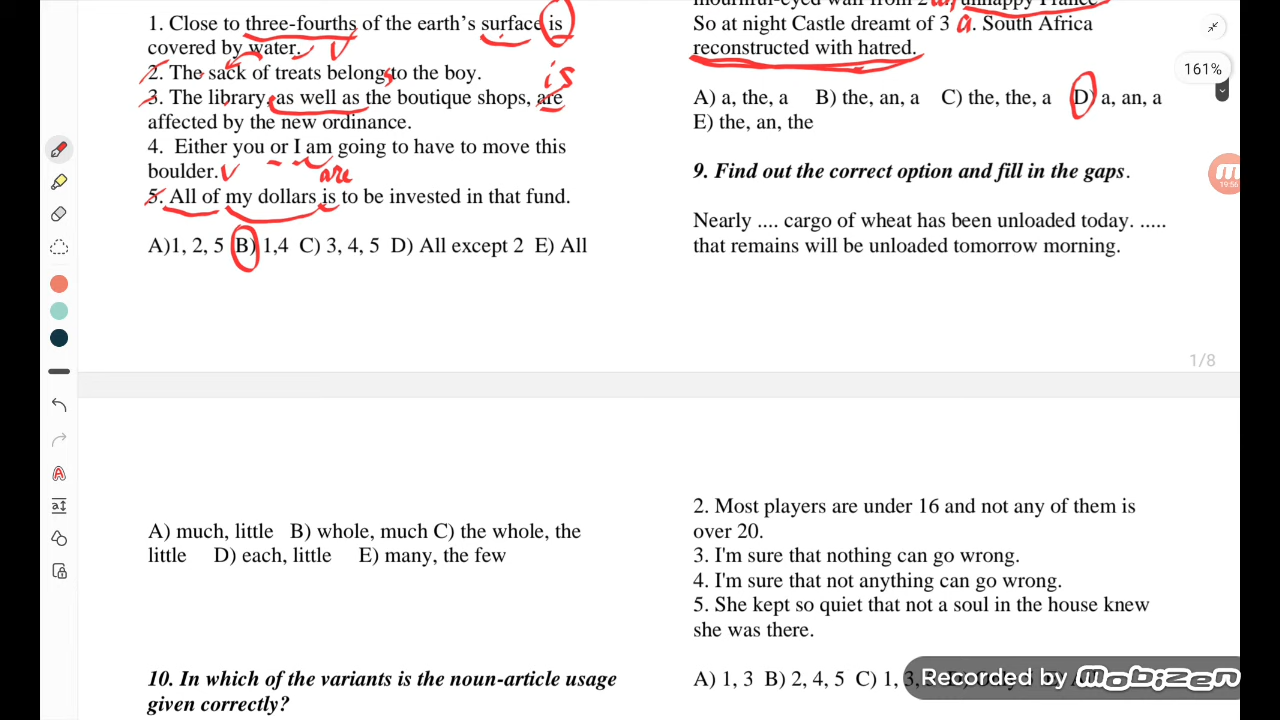 1. Close to three-fourths of the earth's surface is
covered by water. V
2. The sack of treats belong s to the boy.
is
3. The library, as well as the boutique shops, are
affected by the new ordinance.
4. Either you or I am going to have to move this
boulder. V
are
5. All of my dollars is to be invested in that fund.
A)1, 2, 5 B) 1,4 C) 3, 4, 5 D) All except 2 E) All
So at night Castle dreamt of 3 a. South Africa
reconstructed with hatred.
A) a, the, a B) the, an, a C) the, the, a D) a, an, a
E) the, an, the
9. Find out the correct option and fill in the gaps.
Nearly .... cargo of wheat has been unloaded today. .....
that remains will be unloaded tomorrow morning.
161%
19:56
1/8
A) much, little B) whole, much C) the whole, the
little D) each, little E) many, the few
10. In which of the variants is the noun-article usage
given correctly?
2. Most players are under 16 and not any of them is
over 20.
3. I'm sure that nothing can go wrong.
4. I'm sure that not anything can go wrong.
5. She kept so quiet that not a soul in the house knew
she was there.
A) 1, 3 B) 2, 4, 5 C) 1, 3,
Recorded by mobizen